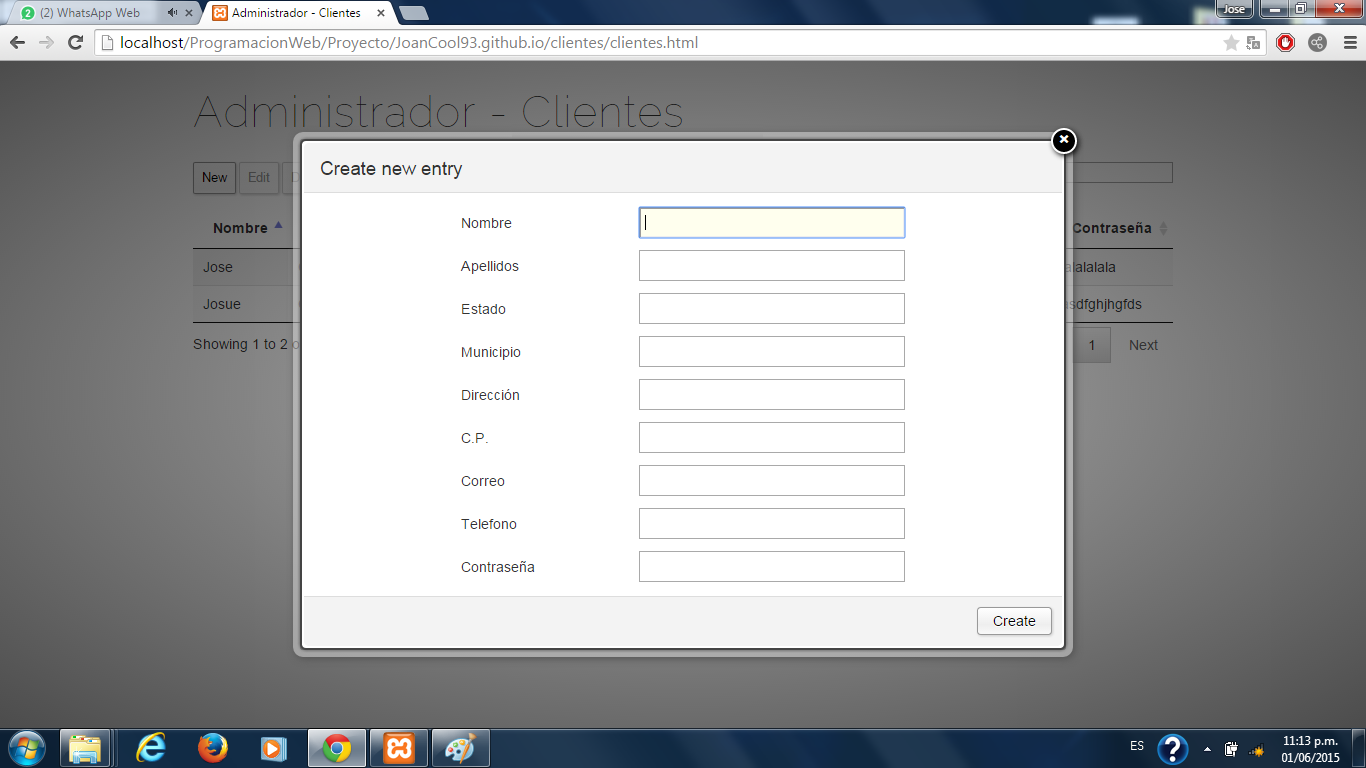 (2) WhatsApp Web
Administrador - Clientes
Jose
localhost/ProgramacionWeb/Proyecto/JoanCool93.github.io/clientes/clientes.html
Administrador - Clientes
New Edit
Create new entry
Nombre Contraseña
Jose alalalala
Josue sdfghjhgfds
Showing 1 to 2
1 Next
Nombre
Apellidos
Estado
Municipio
Dirección
C.P.
Correo
Telefono
Contraseña
Create
ES
11:13 p.m.
01/06/2015